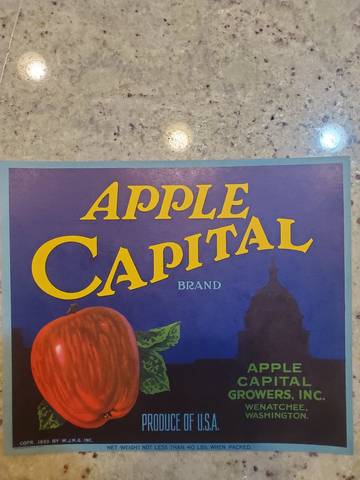 APPLE
CAPITAL
BRAND
APPLE
CAPITAL
GROWERS, INC.
WENATCHEE,
WASHINGTON.
PRODUCE OF U.S.A.
NET WEIGHT NOT LESS THAN 40 LBS. WHEN PACKED.